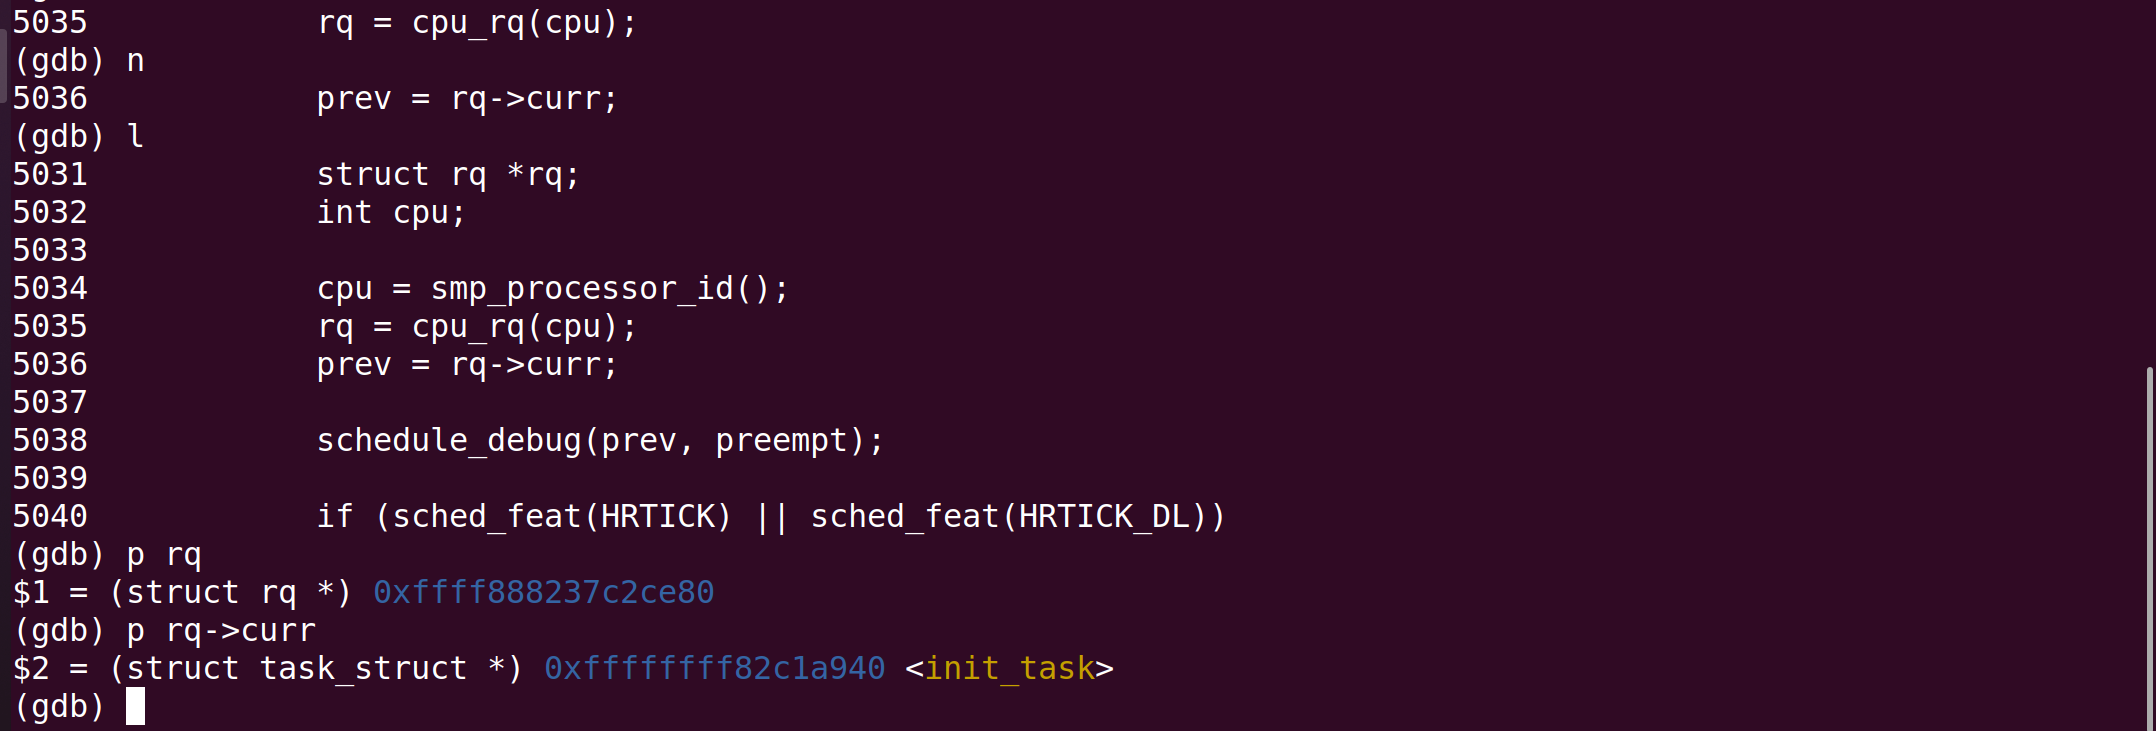 5035            rq = cpu_rq(cpu);
(gdb) n
5036            prev = rq->curr;
(gdb) l
5031            struct rq *rq;
5032            int cpu;
5033
5034            cpu = smp_processor_id();
5035            rq = cpu_rq(cpu);
5036            prev = rq->curr;
5037
5038            schedule_debug(prev, preempt);
5039
5040            if (sched_feat(HRTICK) || sched_feat(HRTICK_DL))
(gdb) p rq
$1 = (struct rq *) 0xffff888237c2ce80
(gdb) p rq->curr
$2 = (struct task_struct *) 0xffffffff82c1a940 <init_task>
(gdb)